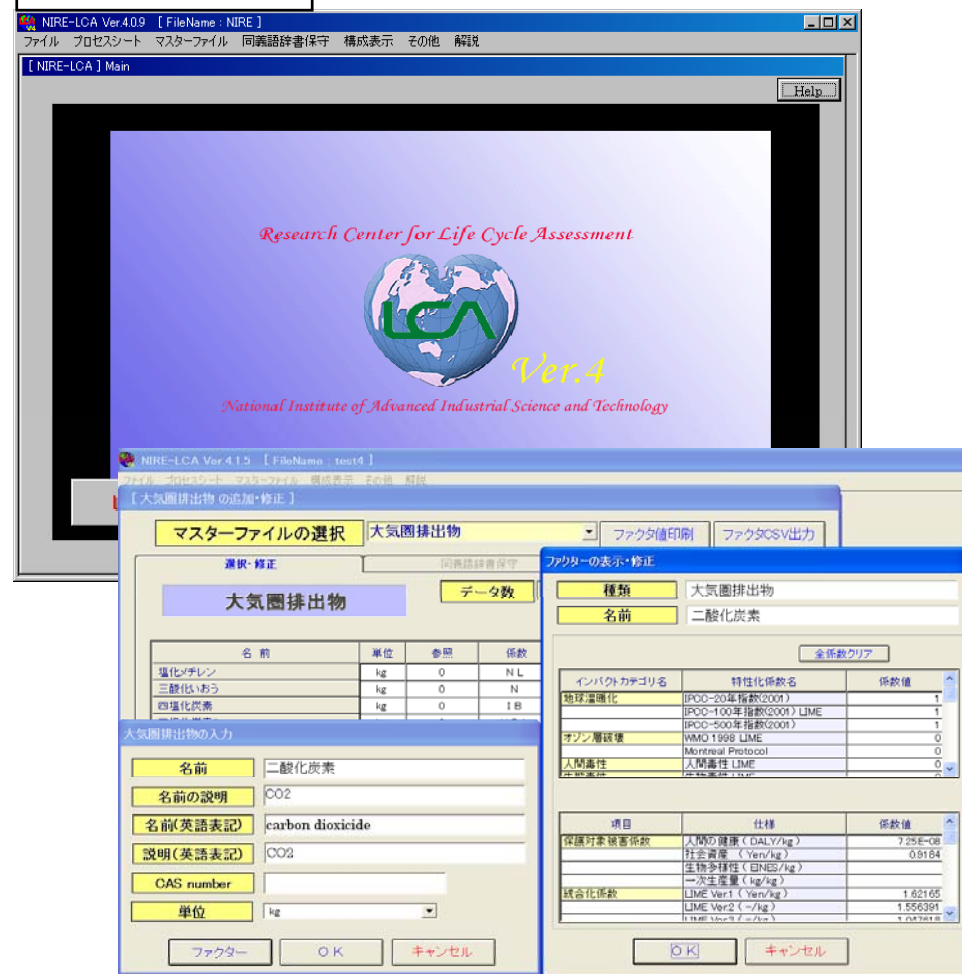 NIRE-LCA Ver.4.0.9 [ FileName : NIRE ]
ファイル プロセスシート マスターファイル 同義語辞書保守 構成表示 その他 解説
[ NIRE-LCA ] Main
Help
Research Center for Life Cycle Assessment
LCA
Ver.4
National Institute of Advanced Industrial Science and Technology
NIRE-LCA Ver.4.1.5 [ FileName : test4 ]
ファイル プロセスシート マスターファイル 構成表示 その他 解説
[ 大気圏排出物 の追加・修正 ]
マスターファイルの選択 大気圏排出物 ファクタ値印刷 ファクタCSV出力
選択・修正 同義語辞書保守
大気圏排出物 データ数
名 前 単位 参照 係数
塩化メチレン kg 0 N L
三酸化いおう kg 0 N
四塩化炭素 kg 0 I B
大気圏排出物の入力
名前 二酸化炭素
名前の説明 CO2
名前(英語表記) carbon dioxicide
説明(英語表記) CO2
CAS number
単位 kg
ファクター OK キャンセル
ファクターの表示・修正
種類 大気圏排出物
名前 二酸化炭素
全係数クリア
インパクトカテゴリ名 特性化係数名 係数値
地球温暖化 IPCC-20年指数(2001) 1
IPCC-100年指数(2001) LIME 1
IPCC-500年指数(2001) 1
オゾン層破壊 WMO 1998 LIME 0
Montreal Protocol 0
人間毒性 人間毒性 LIME 0
生態毒性 生物毒性 LIME 0
項目 仕様 係数値
保護対象被害係数 人間の健康 ( DALY/kg ) 7.25E-08
社会資産 ( Yen/kg ) 0.9184
生物多様性 ( EINES/kg )
一次生産量 ( kg/kg )
統合化係数 LIME Ver.1 ( Yen/kg ) 1.62165
LIME Ver.2 ( -/kg ) 1.556391
LIME Ver.3 ( -/kg ) 1.047618
OK キャンセル